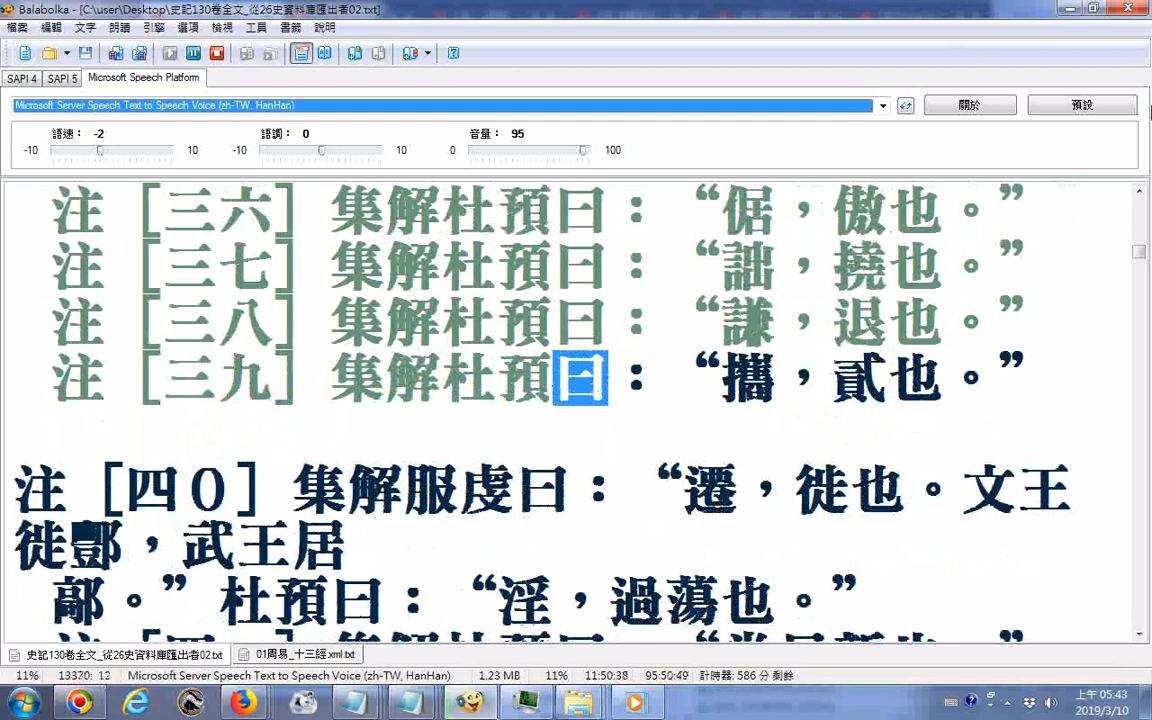 Balabolka - [C:\user\Desktop\史記130卷全文_從26史資料庫匯出者02.txt]
檔案 編輯 文字 朗讀 引擎 選項 檢視 工具 書籤 說明
SAPI 4 SAPI 5 Microsoft Speech Platform
Microsoft Server Speech Text to Speech Voice (zh-TW, HanHan)
關於 預設
語速： -2 語調： 0 音量： 95
-10 10 -10 10 0 100
注［三六］集解杜預曰：“倨，傲也。”
注［三七］集解杜預曰：“詘，撓也。”
注［三八］集解杜預曰：“謙，退也。”
注［三九］集解杜預曰：“攜，貳也。”
注［四０］集解服虔曰：“遷，徙也。文王
徙酆，武王居
鄗。”杜預曰：“淫，過蕩也。”
史記130卷全文_從26史資料庫匯出者02.txt 01周易_十三經.xml.txt
11% 13370: 12 Microsoft Server Speech Text to Speech Voice (zh-TW, HanHan) 1.23 MB 11% 11:50:38 95:50:49 計時器: 586 分 剩餘
上午 05:43
2019/3/10